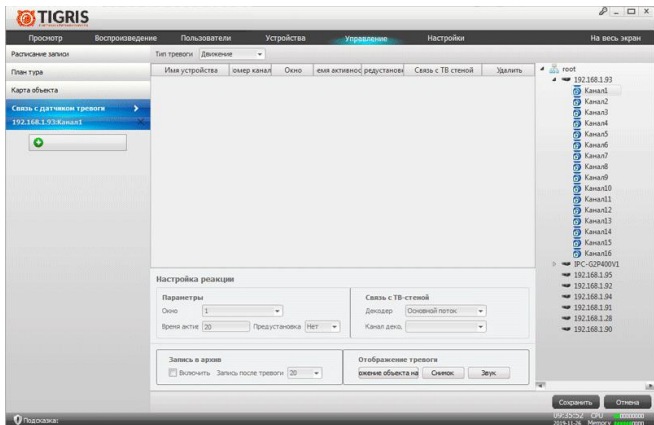 TIGRIS
Просмотр Воспроизведение Пользователи Устройства Управление Настройки На весь экран
Расписание записи
План тура
Карта объекта
Связь с датчиком тревоги
192.168.1.93:Канал1
Тип тревоги Движение
Имя устройства омер канал Окно емя активнос редустановк Связь с ТВ стеной Удалить
root
192.168.1.93
Канал1
Канал2
Канал3
Канал4
Канал5
Канал6
Канал7
Канал8
Канал9
Канал10
Канал11
Канал12
Канал13
Канал14
Канал15
Канал16
IPC-G2P400V1
192.168.1.95
192.168.1.92
192.168.1.94
192.168.1.91
192.168.1.28
192.168.1.90
Настройка реакции
Параметры
Окно 1
Время актив 20 Предустановка Нет
Связь с ТВ-стеной
Декодер Основной поток
Канал деко,
Запись в архив
Включить Запись после тревоги 20
Отображение тревоги
ожение объекта на Снимок Звук
Сохранить Отмена
Подсказка:
09:35:52 CPU
2019-11-26 Memory